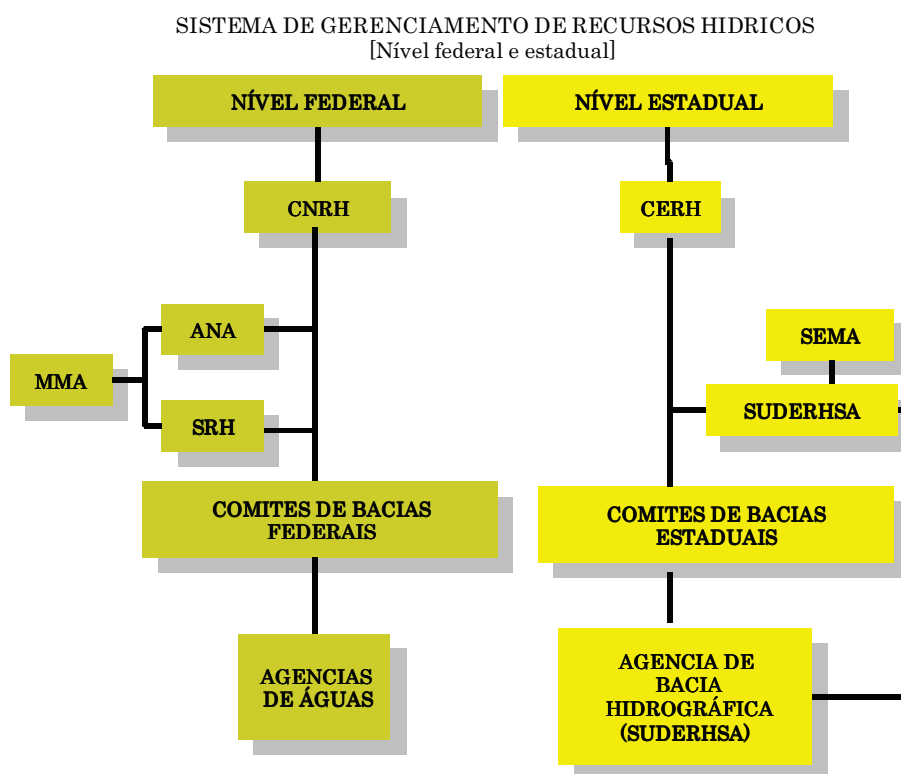 SISTEMA DE GERENCIAMENTO DE RECURSOS HIDRICOS
[Nível federal e estadual]
NÍVEL FEDERAL
NÍVEL ESTADUAL
CNRH
CERH
ANA
SEMA
MMA
SUDERHSA
SRH
COMITES DE BACIAS
FEDERAIS
COMITES DE BACIAS
ESTADUAIS
AGENCIAS
DE ÁGUAS
AGENCIA DE
BACIA
HIDROGRÁFICA
(SUDERHSA)